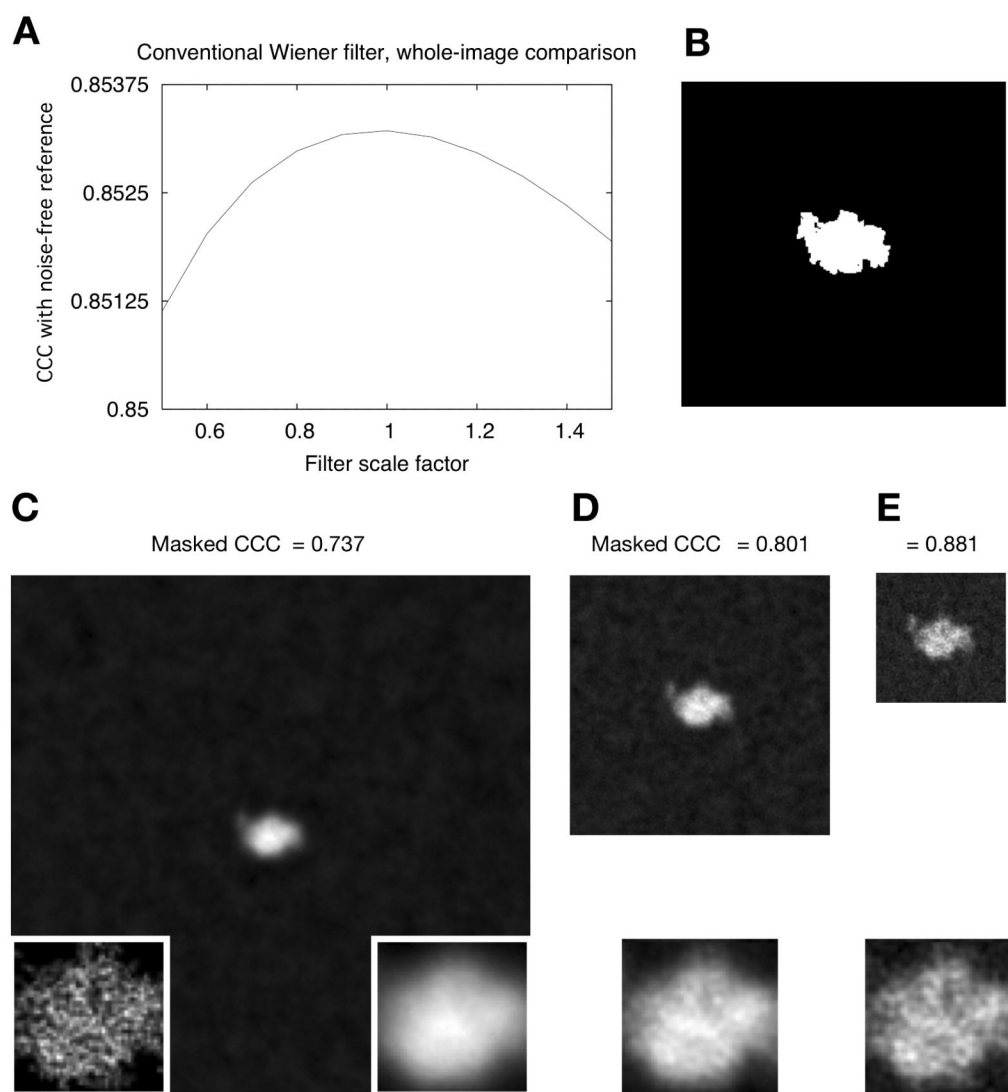 A
Conventional Wiener filter, whole-image comparison
0.85375
0.8525
0.85125
0.85
CCC with noise-free reference
0.6 0.8 1 1.2 1.4
Filter scale factor
B
C
Masked CCC = 0.737
D
Masked CCC = 0.801
E
= 0.881